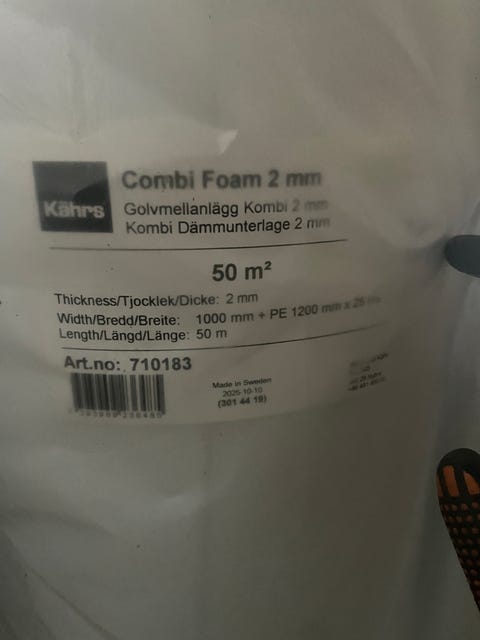 Kährs
Combi Foam 2 mm
Golvmellanlägg Kombi 2 mm
Kombi Dämmunterlage 2 mm
50 m²
Thickness/Tjocklek/Dicke: 2 mm
Width/Bredd/Breite: 1000 mm + PE 1200 mm x 25
Length/Längd/Länge: 50 m
Art.no: 710183
Made in Sweden
2025-10-10
(301 44 19)